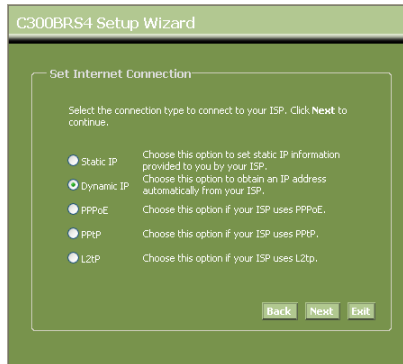 C300BRS4 Setup Wizard
Set Internet Connection
Select the connection type to connect to your ISP. Click Next to
continue.
Static IP Choose this option to set static IP information
provided to you by your ISP.
Dynamic IP Choose this option to obtain an IP address
automatically from your ISP.
PPPoE Choose this option if your ISP uses PPPoE.
PPtP Choose this option if your ISP uses PPtP.
L2tP Choose this option if your ISP uses L2tp.
Back Next Exit